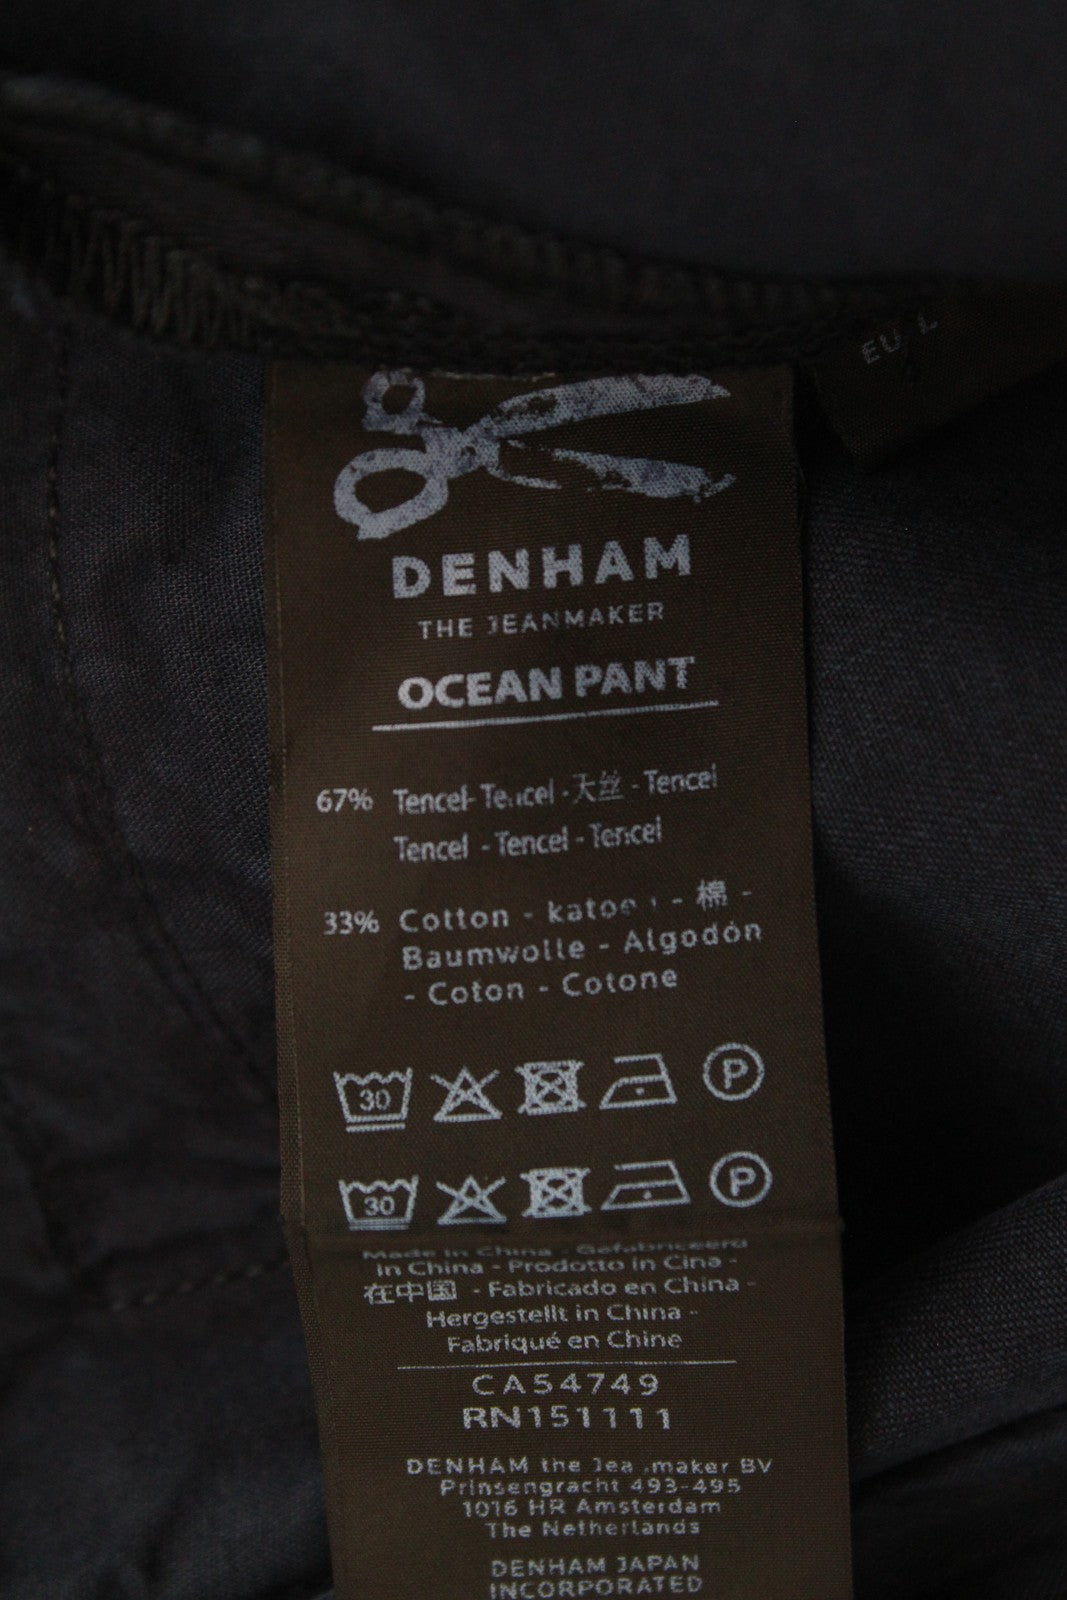 EU L
DENHAM
THE JEANMAKER
OCEAN PANT
67% Tencel- Tencel - 天丝 - Tencel
Tencel - Tencel - Tencel
33% Cotton - katoe - 棉 -
Baumwolle - Algodón
- Coton - Cotone
30 P
30 P
Made in China - Gefabriceerd
in China - Prodotto in Cina -
在中国 - Fabricado en China -
Hergestellt in China -
Fabriqué en Chine
CA54749
RN151111
DENHAM the Jea.maker BV
Prinsengracht 493-495
1016 HR Amsterdam
The Netherlands
DENHAM JAPAN
INCORPORATED